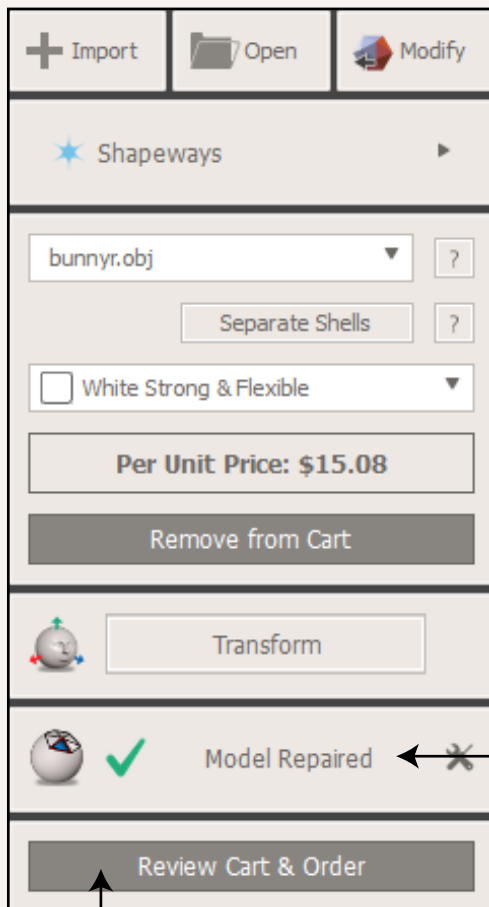 Import
Open
Modify
Shapeways
bunnyr.obj
?
Separate Shells
?
White Strong & Flexible
Per Unit Price: $15.08
Remove from Cart
Transform
Model Repaired
Review Cart & Order